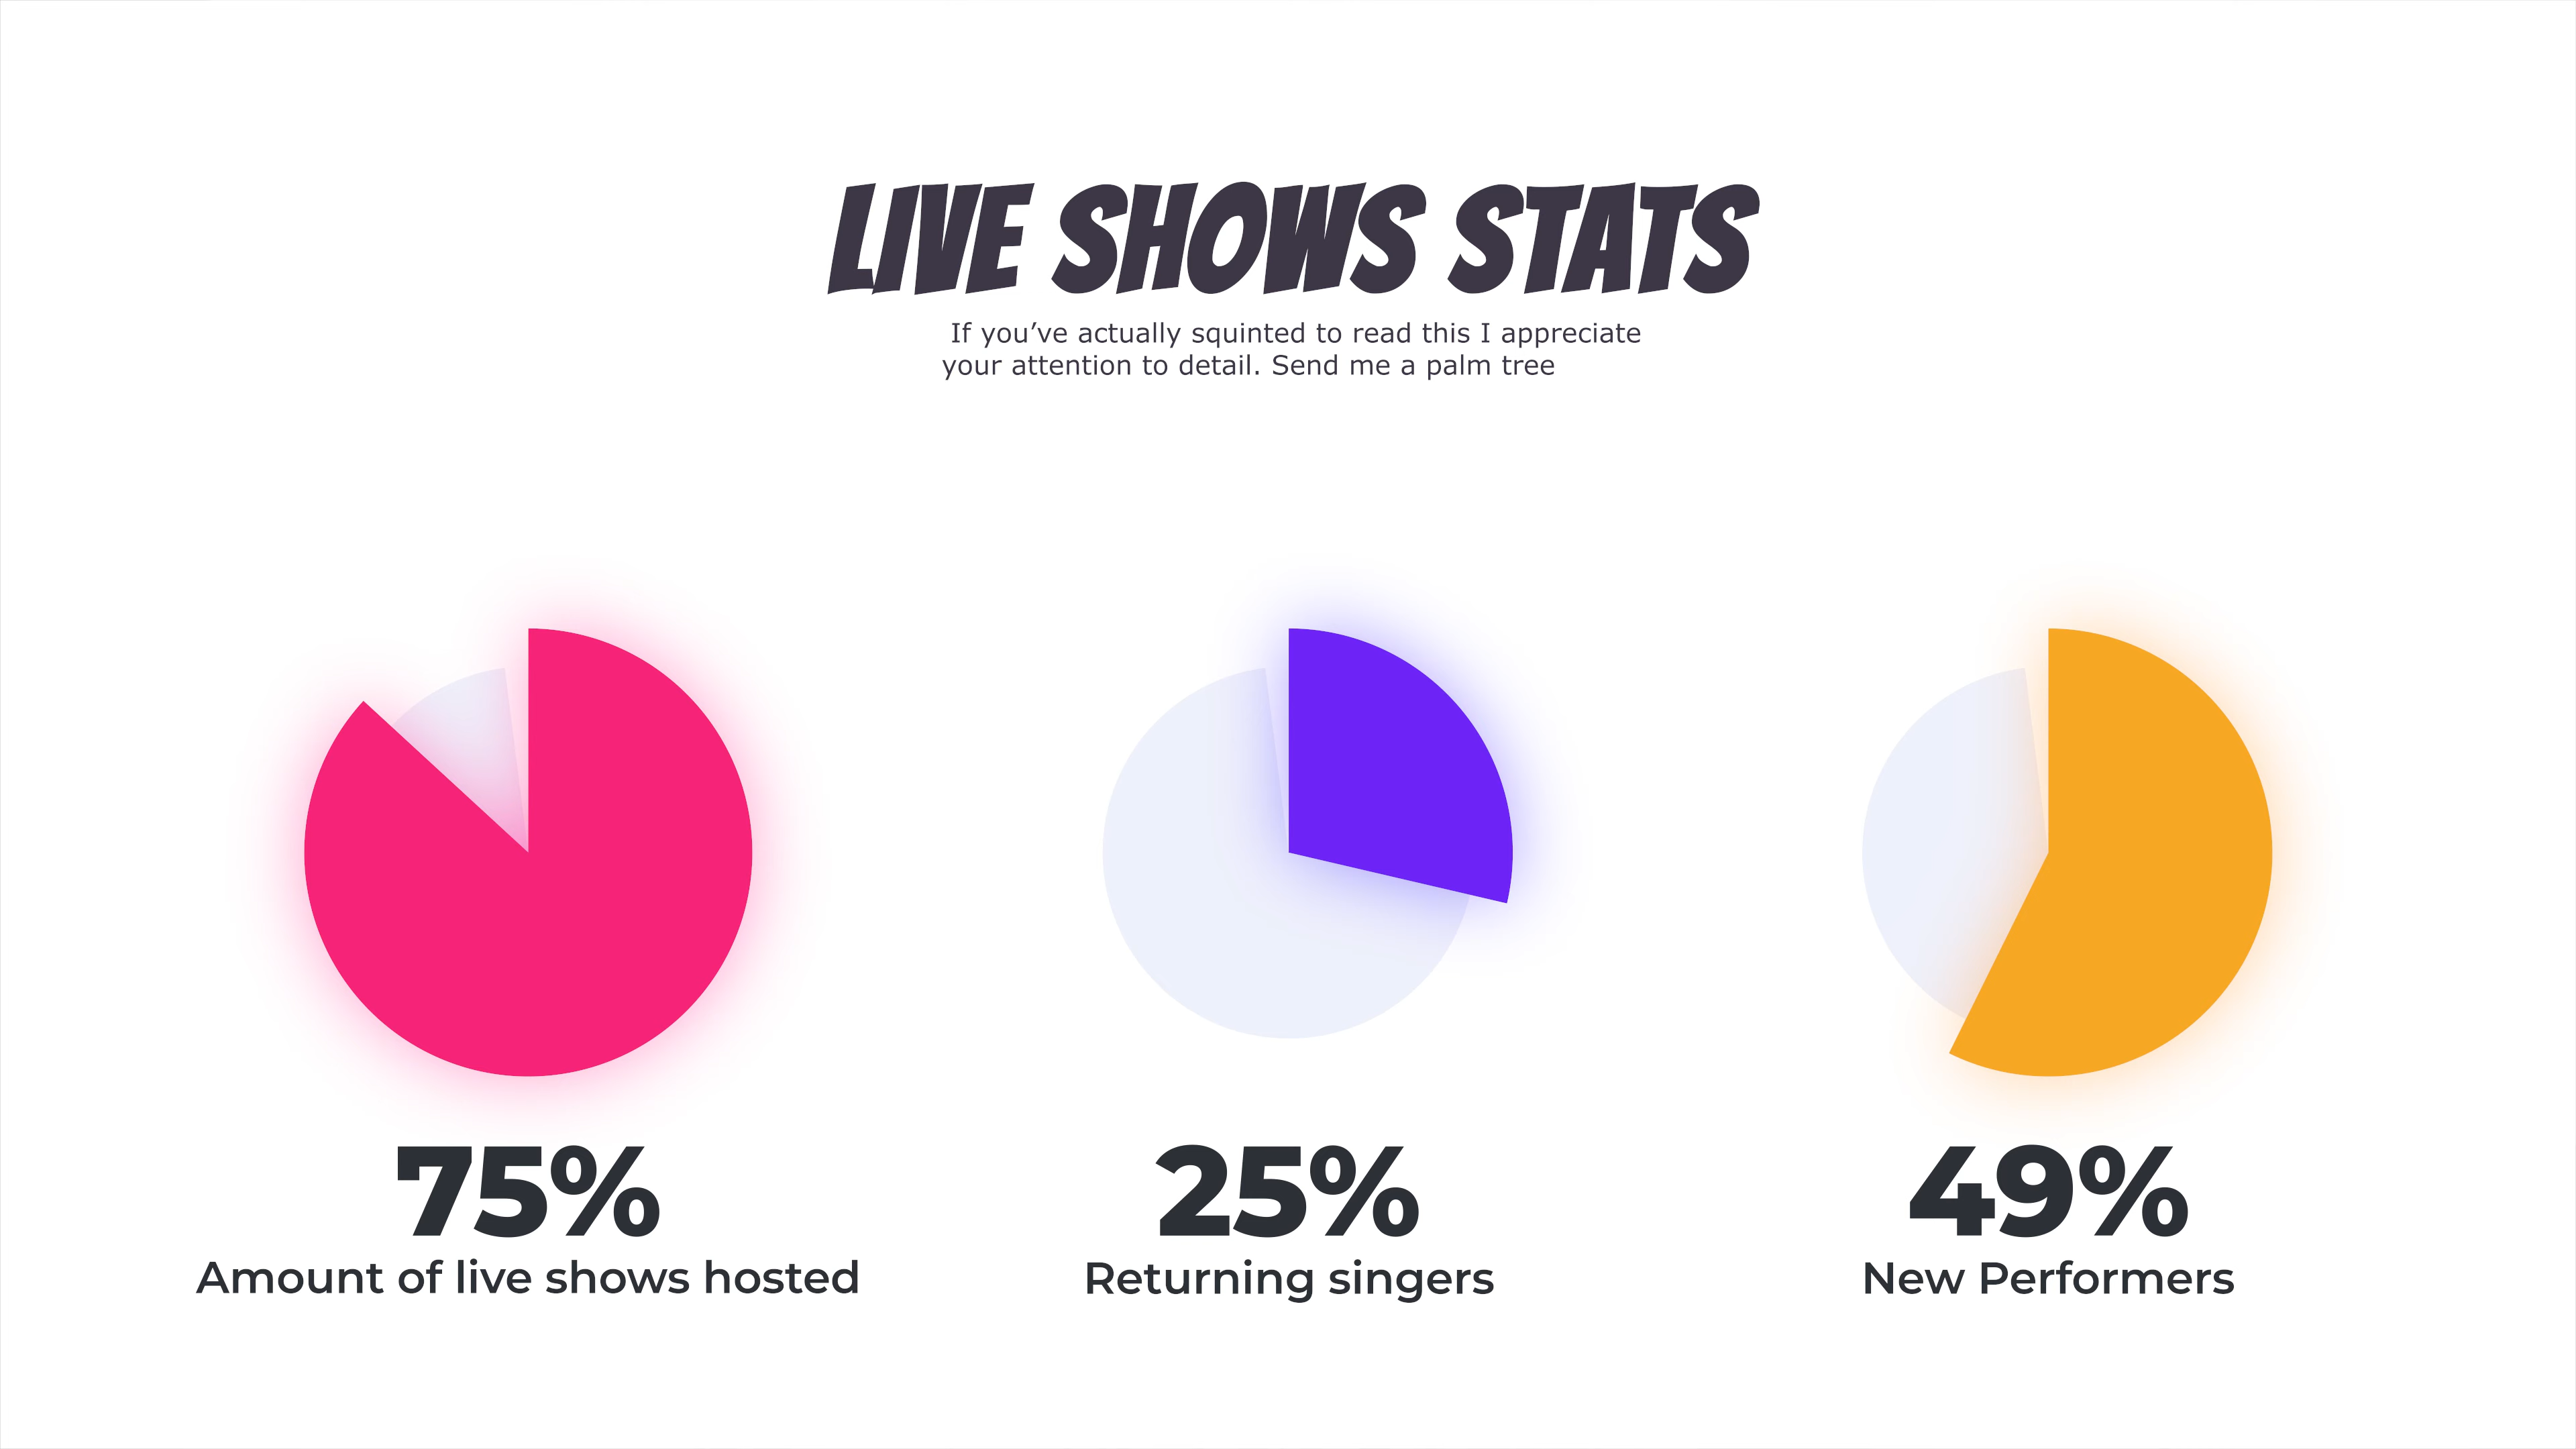 LIVE SHOWS STATS
If you’ve actually squinted to read this I appreciate
your attention to detail. Send me a palm tree
75%
Amount of live shows hosted
25%
Returning singers
49%
New Performers